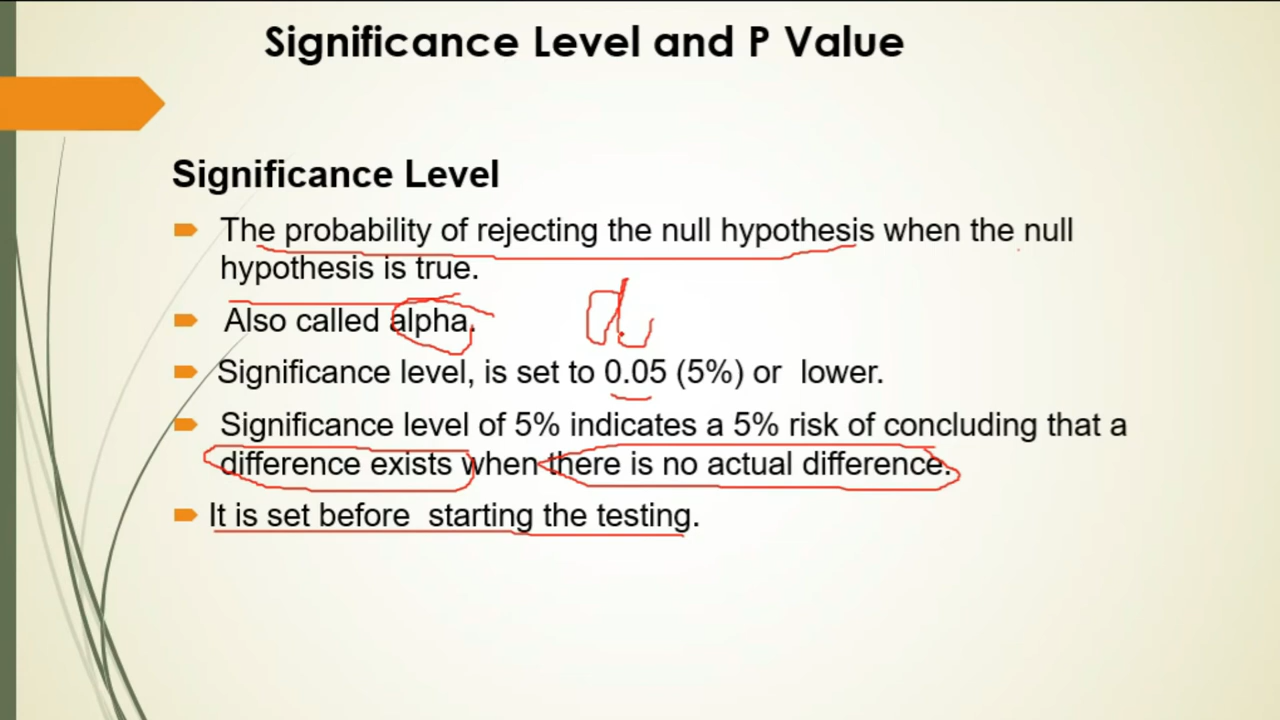 Significance Level and P Value
Significance Level
The probability of rejecting the null hypothesis when the null
hypothesis is true.
Also called alpha.
Significance level, is set to 0.05 (5%) or lower.
Significance level of 5% indicates a 5% risk of concluding that a
difference exists when there is no actual difference.
It is set before starting the testing.